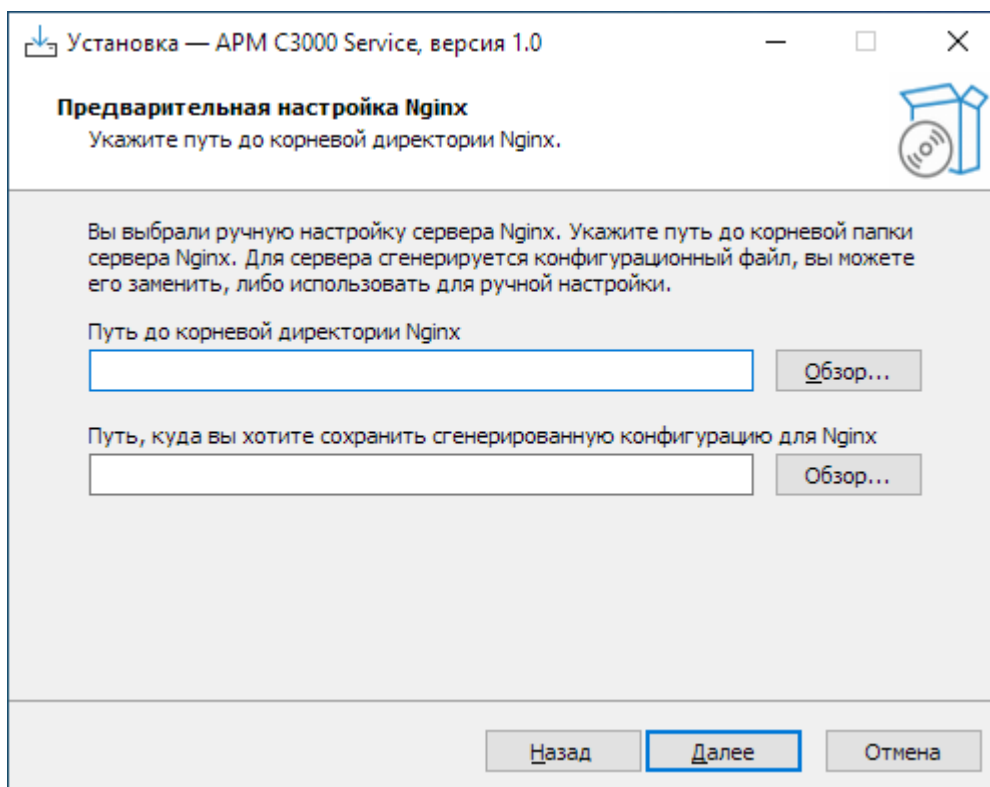 Установка — АРМ С3000 Service, версия 1.0
Предварительная настройка Nginx
Укажите путь до корневой директории Nginx.
Вы выбрали ручную настройку сервера Nginx. Укажите путь до корневой папки
сервера Nginx. Для сервера сгенерируется конфигурационный файл, вы можете
его заменить, либо использовать для ручной настройки.
Путь до корневой директории Nginx
Обзор...
Путь, куда вы хотите сохранить сгенерированную конфигурацию для Nginx
Обзор...
Назад Далее Отмена